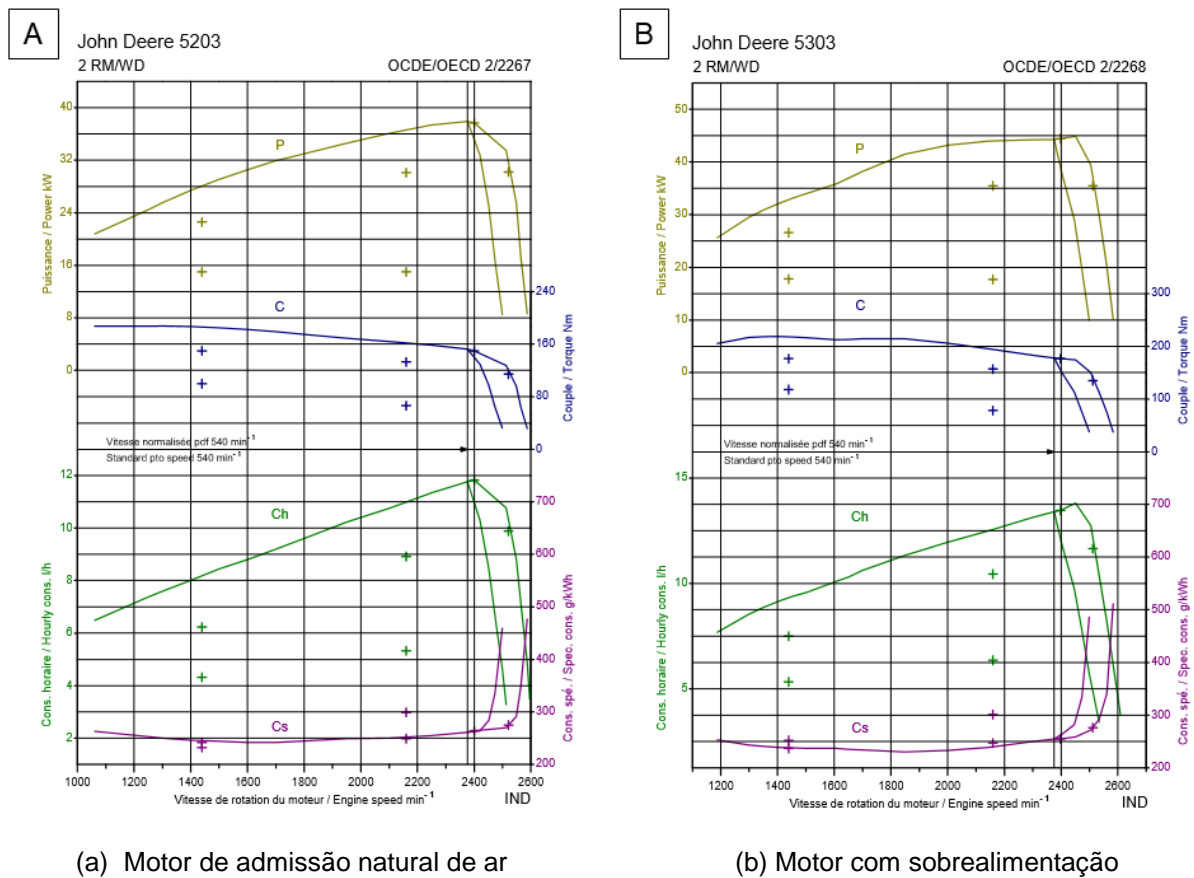 A
John Deere 5203
2 RM/WD OCDE/OECD 2/2267
40
32
24
16
8
0
Puissance / Power kW
P
C
240
160
80
0
Couple / Torque Nm
Vitesse normalisée pdf 540 min⁻¹
Standard pto speed 540 min⁻¹
12
10
8
6
4
2
Cons. horaire / Hourly cons. l/h
Ch
Cs
700
600
500
400
300
200
Cons. spé. / Spec. cons. g/kWh
1000 1200 1400 1600 1800 2000 2200 2400 2600
Vitesse de rotation du moteur / Engine speed min⁻¹ IND
(a) Motor de admissão natural de ar
B
John Deere 5303
2 RM/WD OCDE/OECD 2/2268
50
40
30
20
10
0
Puissance / Power kW
P
C
300
200
100
0
Couple / Torque Nm
Vitesse normalisée pdf 540 min⁻¹
Standard pto speed 540 min⁻¹
15
10
5
Cons. horaire / Hourly cons. l/h
Ch
Cs
700
600
500
400
300
200
Cons. spé. / Spec. cons. g/kWh
1200 1400 1600 1800 2000 2200 2400 2600
Vitesse de rotation du moteur / Engine speed min⁻¹ IND
(b) Motor com sobrealimentação